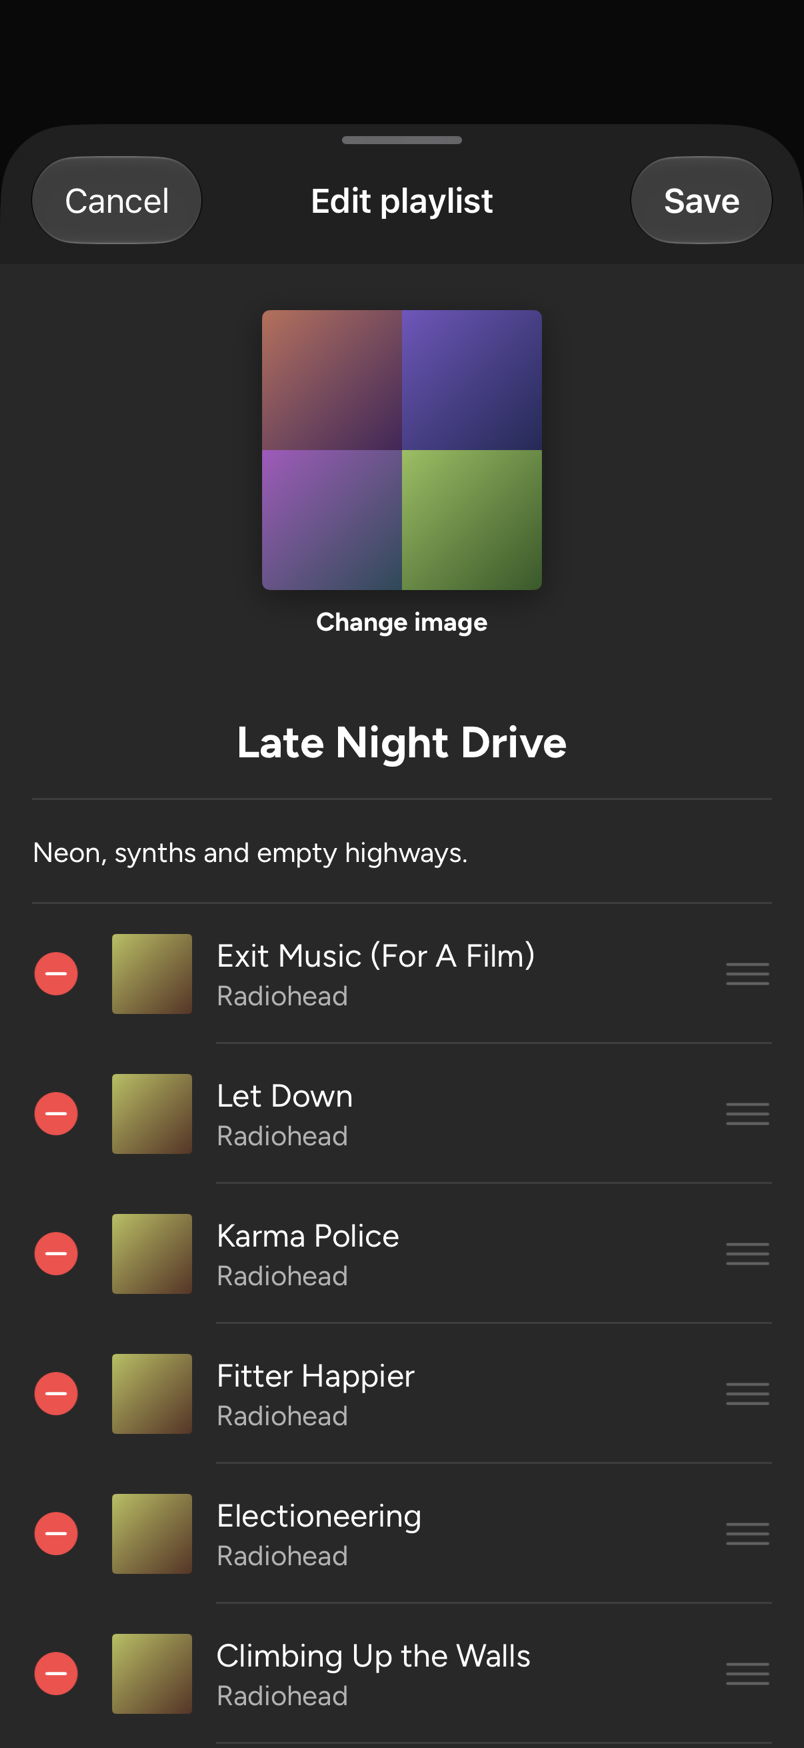 Cancel
Edit playlist
Save
Change image
Late Night Drive
Neon, synths and empty highways.
Exit Music (For A Film)
Radiohead
Let Down
Radiohead
Karma Police
Radiohead
Fitter Happier
Radiohead
Electioneering
Radiohead
Climbing Up the Walls
Radiohead